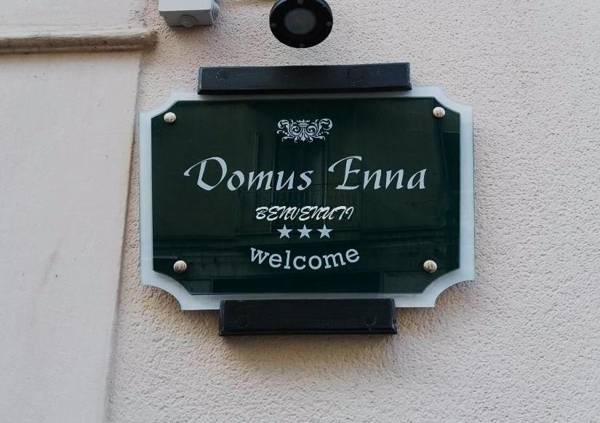 Domus Enna
BENVENUTI
★★★
welcome